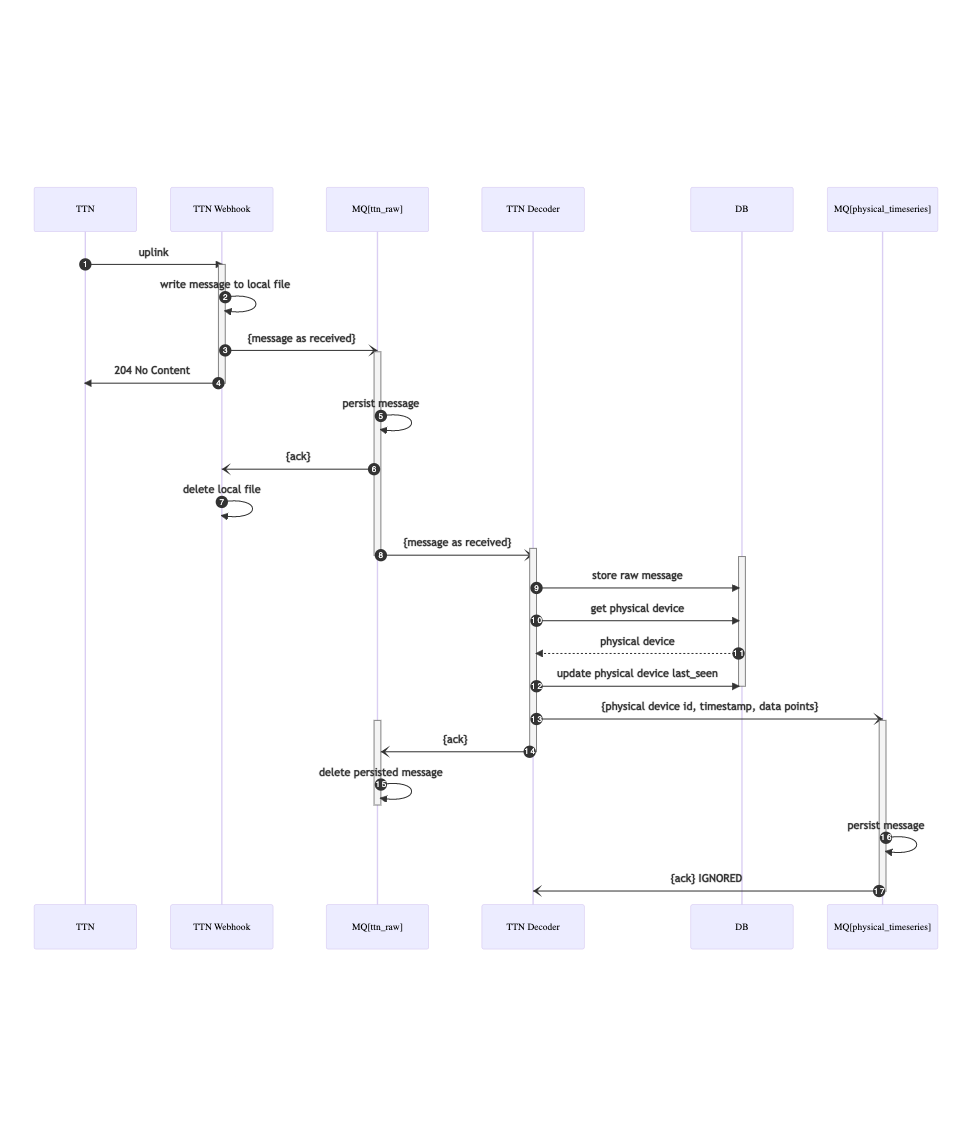 TTN
TTN Webhook
MQ[ttn_raw]
TTN Decoder
DB
MQ[physical_timeseries]
uplink
1
write message to local file
2
{message as received}
3
204 No Content
4
persist message
5
{ack}
6
delete local file
7
{message as received}
8
store raw message
9
get physical device
10
physical device
11
update physical device last_seen
12
{physical device id, timestamp, data points}
13
{ack}
14
delete persisted message
15
persist message
16
{ack} IGNORED
17
TTN
TTN Webhook
MQ[ttn_raw]
TTN Decoder
DB
MQ[physical_timeseries]